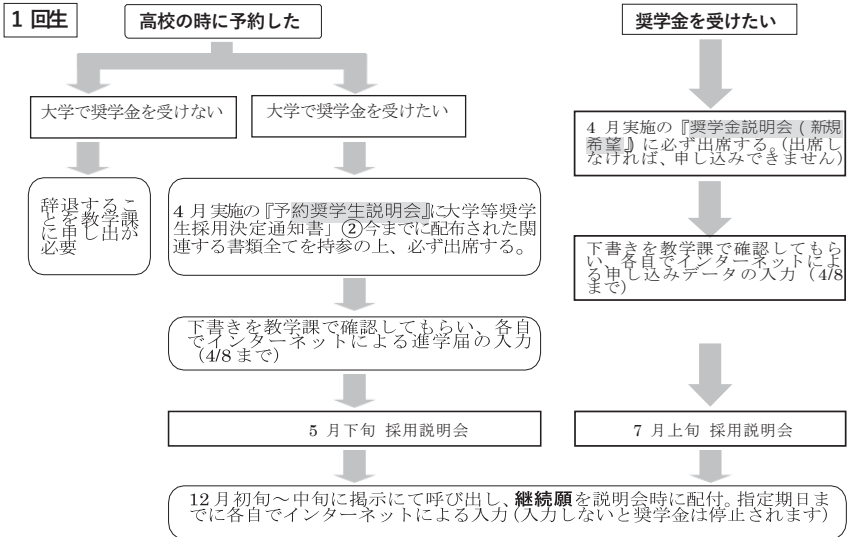 1 回生
高校の時に予約した
奨学金を受けたい
大学で奨学金を受けない
大学で奨学金を受けたい
4 月実施の『奨学金説明会 ( 新規
希望』) に必ず出席する。(出席し
なければ、申し込みできません)
辞退するこ
とを教学課
に申し出が
必要
4 月実施の『予約奨学生説明会』に大学等奨学
生採用決定通知書」②今までに配布された関
連する書類全てを持参の上、必ず出席する。
下書きを教学課で確認してもら
い、各自でインターネットによ
る申し込みデータの入力 (4/8
まで)
下書きを教学課で確認してもらい、各自
でインターネットによる進学届の入力
(4/8 まで)
5 月下旬 採用説明会
7 月上旬 採用説明会
12 月初旬～中旬に掲示にて呼び出し、継続願を説明会時に配付。指定期日ま
でに各自でインターネットによる入力 (入力しないと奨学金は停止されます)